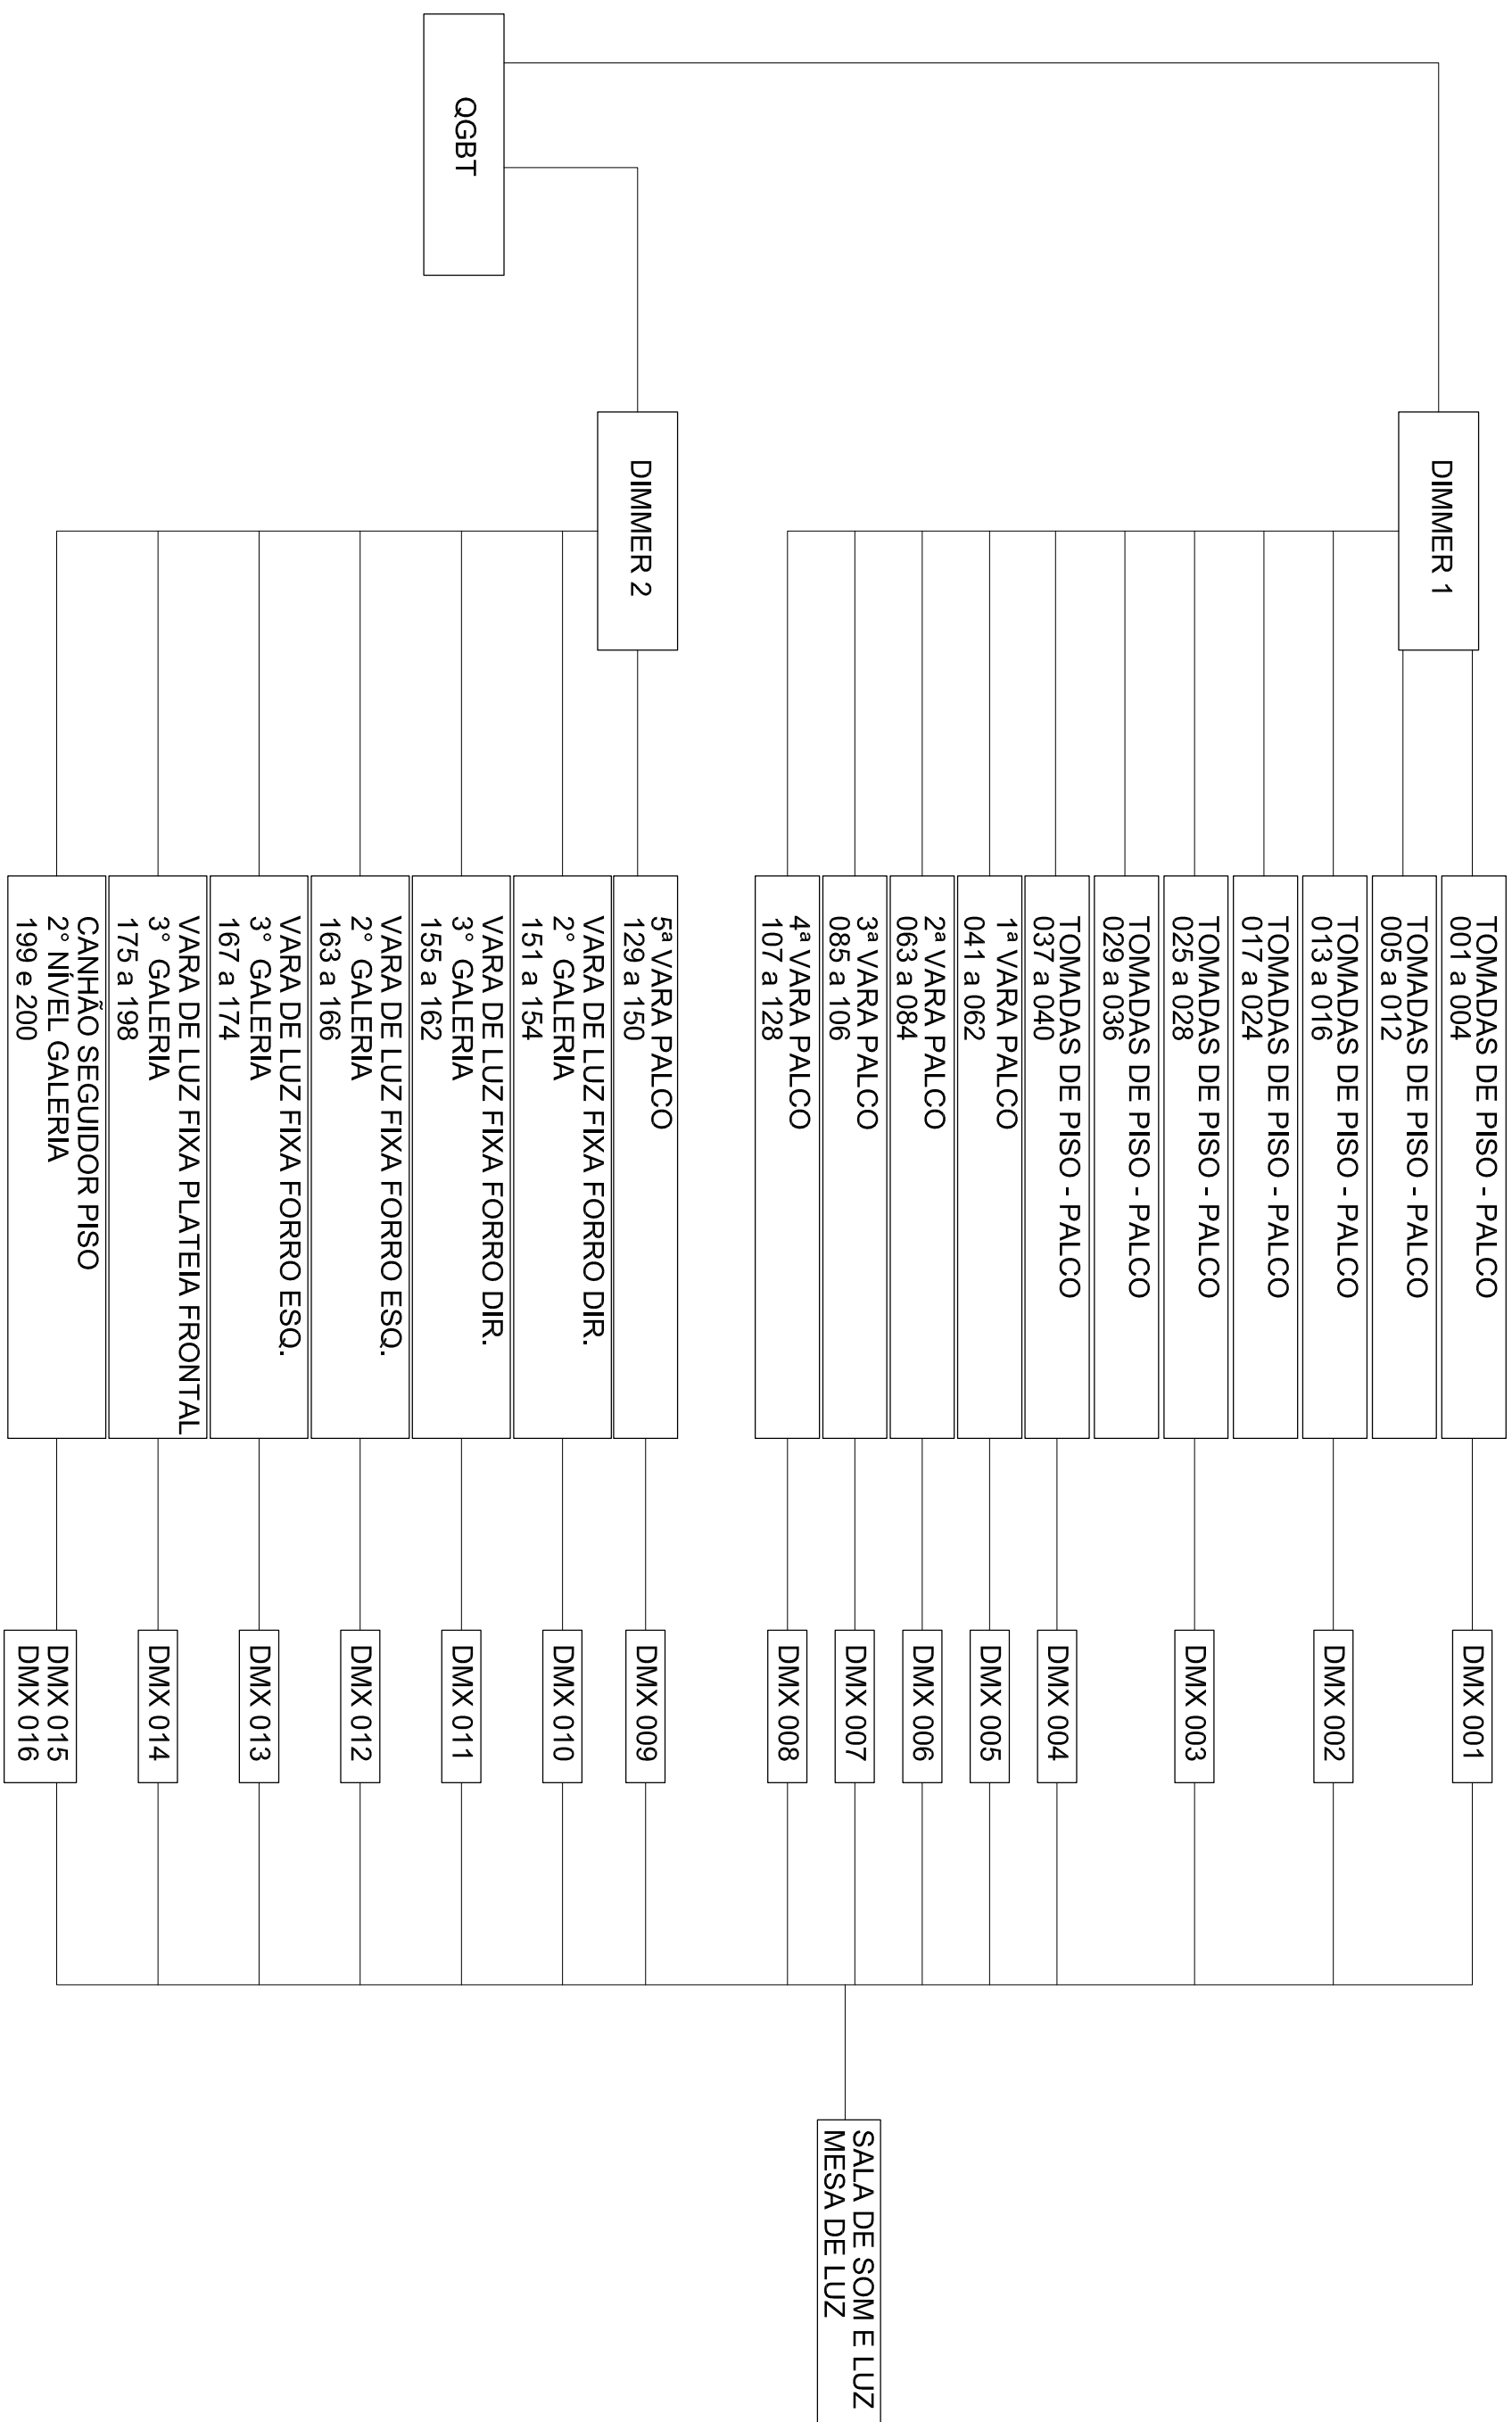 QGBT
DIMMER 1
DIMMER 2
TOMADAS DE PISO - PALCO
001 a 004
TOMADAS DE PISO - PALCO
005 a 012
TOMADAS DE PISO - PALCO
013 a 016
TOMADAS DE PISO - PALCO
017 a 024
TOMADAS DE PISO - PALCO
025 a 028
TOMADAS DE PISO - PALCO
029 a 036
TOMADAS DE PISO - PALCO
037 a 040
1ª VARA PALCO
041 a 062
2ª VARA PALCO
063 a 084
3ª VARA PALCO
085 a 106
4ª VARA PALCO
107 a 128
5ª VARA PALCO
129 a 150
VARA DE LUZ FIXA FORRO DIR.
2° GALERIA
151 a 154
VARA DE LUZ FIXA FORRO DIR.
3° GALERIA
155 a 162
VARA DE LUZ FIXA FORRO ESQ.
2° GALERIA
163 a 166
VARA DE LUZ FIXA FORRO ESQ.
3° GALERIA
167 a 174
VARA DE LUZ FIXA PLATEIA FRONTAL
3° GALERIA
175 a 198
CANHÃO SEGUIDOR PISO
2° NÍVEL GALERIA
199 e 200
DMX 001
DMX 002
DMX 003
DMX 004
DMX 005
DMX 006
DMX 007
DMX 008
DMX 009
DMX 010
DMX 011
DMX 012
DMX 013
DMX 014
DMX 015
DMX 016
SALA DE SOM E LUZ
MESA DE LUZ